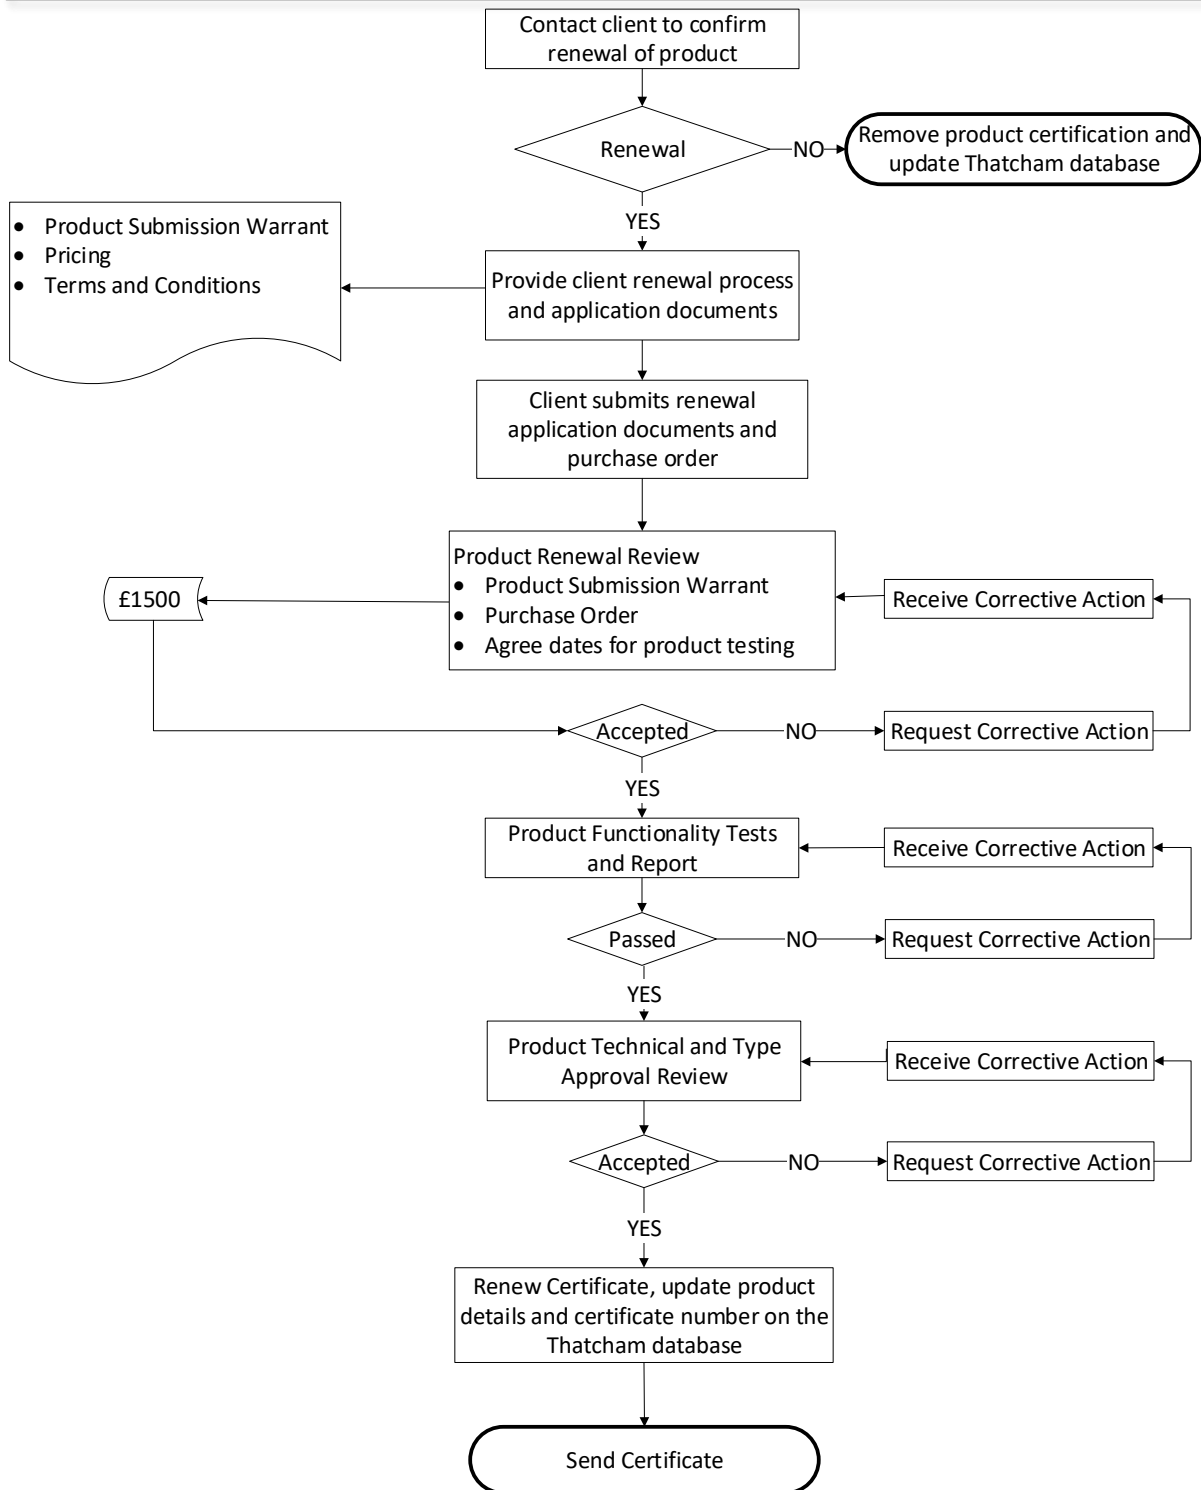 Contact client to confirm
renewal of product
Renewal
NO
Remove product certification and
update Thatcham database
YES
• Product Submission Warrant
• Pricing
• Terms and Conditions
Provide client renewal process
and application documents
Client submits renewal
application documents and
purchase order
Product Renewal Review
• Product Submission Warrant
• Purchase Order
• Agree dates for product testing
£1500
Receive Corrective Action
Accepted
NO
Request Corrective Action
YES
Product Functionality Tests
and Report
Receive Corrective Action
Passed
NO
Request Corrective Action
YES
Product Technical and Type
Approval Review
Receive Corrective Action
Accepted
NO
Request Corrective Action
YES
Renew Certificate, update product
details and certificate number on the
Thatcham database
Send Certificate